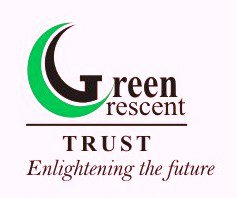 Green
Crescent
TRUST
Enlightening the future